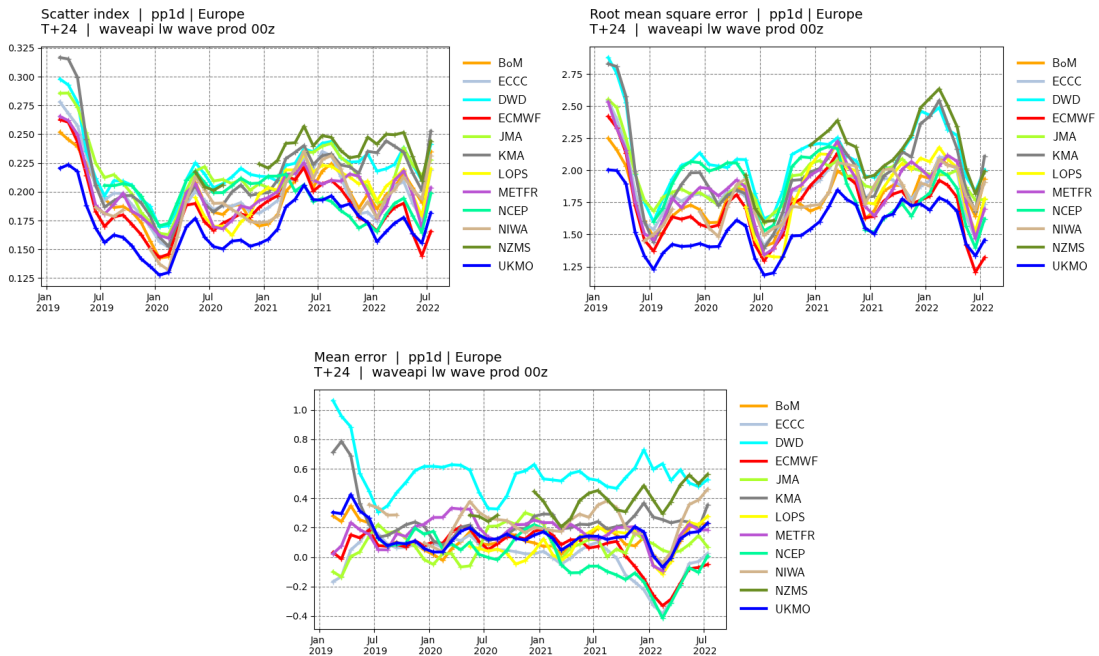 Scatter index | pp1d | Europe
T+24 | waveapi lw wave prod 00z
0.325
0.300
0.275
0.250
0.225
0.200
0.175
0.150
0.125
Jan
2019
Jul
2019
Jan
2020
Jul
2020
Jan
2021
Jul
2021
Jan
2022
Jul
2022
BoM
ECCC
DWD
ECMWF
JMA
KMA
LOPS
METFR
NCEP
NIWA
NZMS
UKMO
Root mean square error | pp1d | Europe
T+24 | waveapi lw wave prod 00z
2.75
2.50
2.25
2.00
1.75
1.50
1.25
Jan
2019
Jul
2019
Jan
2020
Jul
2020
Jan
2021
Jul
2021
Jan
2022
Jul
2022
BoM
ECCC
DWD
ECMWF
JMA
KMA
LOPS
METFR
NCEP
NIWA
NZMS
UKMO
Mean error | pp1d | Europe
T+24 | waveapi lw wave prod 00z
1.0
0.8
0.6
0.4
0.2
0.0
−0.2
−0.4
Jan
2019
Jul
2019
Jan
2020
Jul
2020
Jan
2021
Jul
2021
Jan
2022
Jul
2022
BoM
ECCC
DWD
ECMWF
JMA
KMA
LOPS
METFR
NCEP
NIWA
NZMS
UKMO